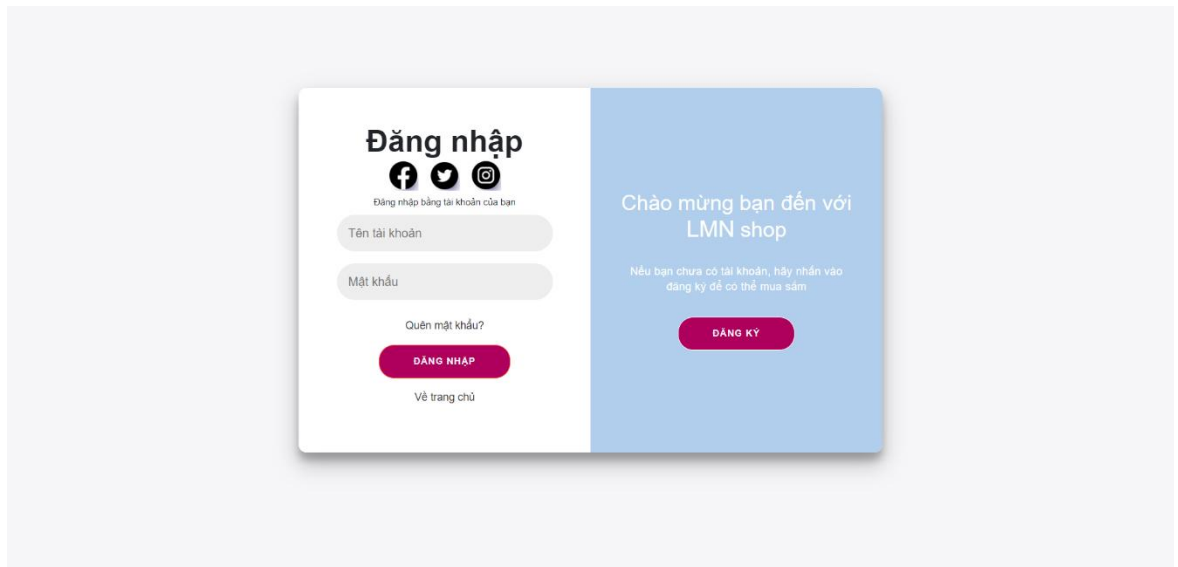 Đăng nhập
Đăng nhập bằng tài khoản của bạn
Tên tài khoản
Mật khẩu
Quên mật khẩu?
ĐĂNG NHẬP
Về trang chủ
Chào mừng bạn đến với
LMN shop
Nếu bạn chưa có tài khoản, hãy nhấn vào
đăng ký để có thể mua sắm
ĐĂNG KÝ